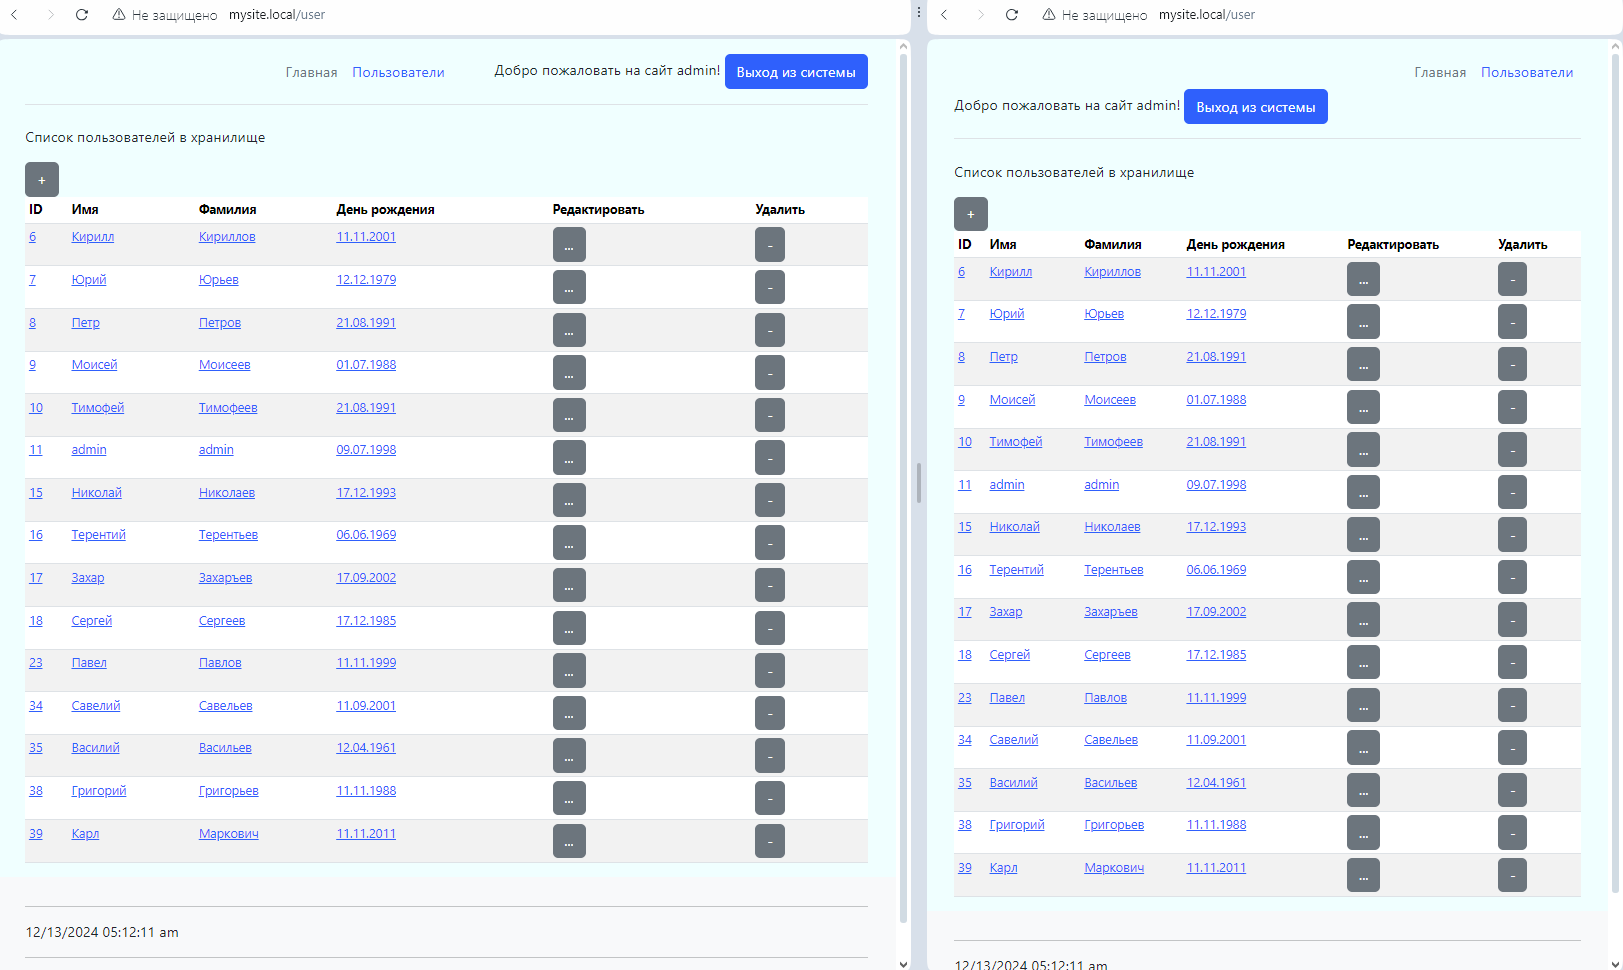 Не защищено mysite.local/user
Главная Пользователи Добро пожаловать на сайт admin! Выход из системы
Список пользователей в хранилище
+
ID Имя Фамилия День рождения Редактировать Удалить
6 Кирилл Кириллов 11.11.2001 ... -
7 Юрий Юрьев 12.12.1979 ... -
8 Петр Петров 21.08.1991 ... -
9 Моисей Моисеев 01.07.1988 ... -
10 Тимофей Тимофеев 21.08.1991 ... -
11 admin admin 09.07.1998 ... -
15 Николай Николаев 17.12.1993 ... -
16 Терентий Терентьев 06.06.1969 ... -
17 Захар Захаръев 17.09.2002 ... -
18 Сергей Сергеев 17.12.1985 ... -
23 Павел Павлов 11.11.1999 ... -
34 Савелий Савельев 11.09.2001 ... -
35 Василий Васильев 12.04.1961 ... -
38 Григорий Григорьев 11.11.1988 ... -
39 Карл Маркович 11.11.2011 ... -
12/13/2024 05:12:11 am
Не защищено mysite.local/user
Главная Пользователи
Добро пожаловать на сайт admin! Выход из системы
Список пользователей в хранилище
+
ID Имя Фамилия День рождения Редактировать Удалить
6 Кирилл Кириллов 11.11.2001 ... -
7 Юрий Юрьев 12.12.1979 ... -
8 Петр Петров 21.08.1991 ... -
9 Моисей Моисеев 01.07.1988 ... -
10 Тимофей Тимофеев 21.08.1991 ... -
11 admin admin 09.07.1998 ... -
15 Николай Николаев 17.12.1993 ... -
16 Терентий Терентьев 06.06.1969 ... -
17 Захар Захаръев 17.09.2002 ... -
18 Сергей Сергеев 17.12.1985 ... -
23 Павел Павлов 11.11.1999 ... -
34 Савелий Савельев 11.09.2001 ... -
35 Василий Васильев 12.04.1961 ... -
38 Григорий Григорьев 11.11.1988 ... -
39 Карл Маркович 11.11.2011 ... -
12/13/2024 05:12:11 am